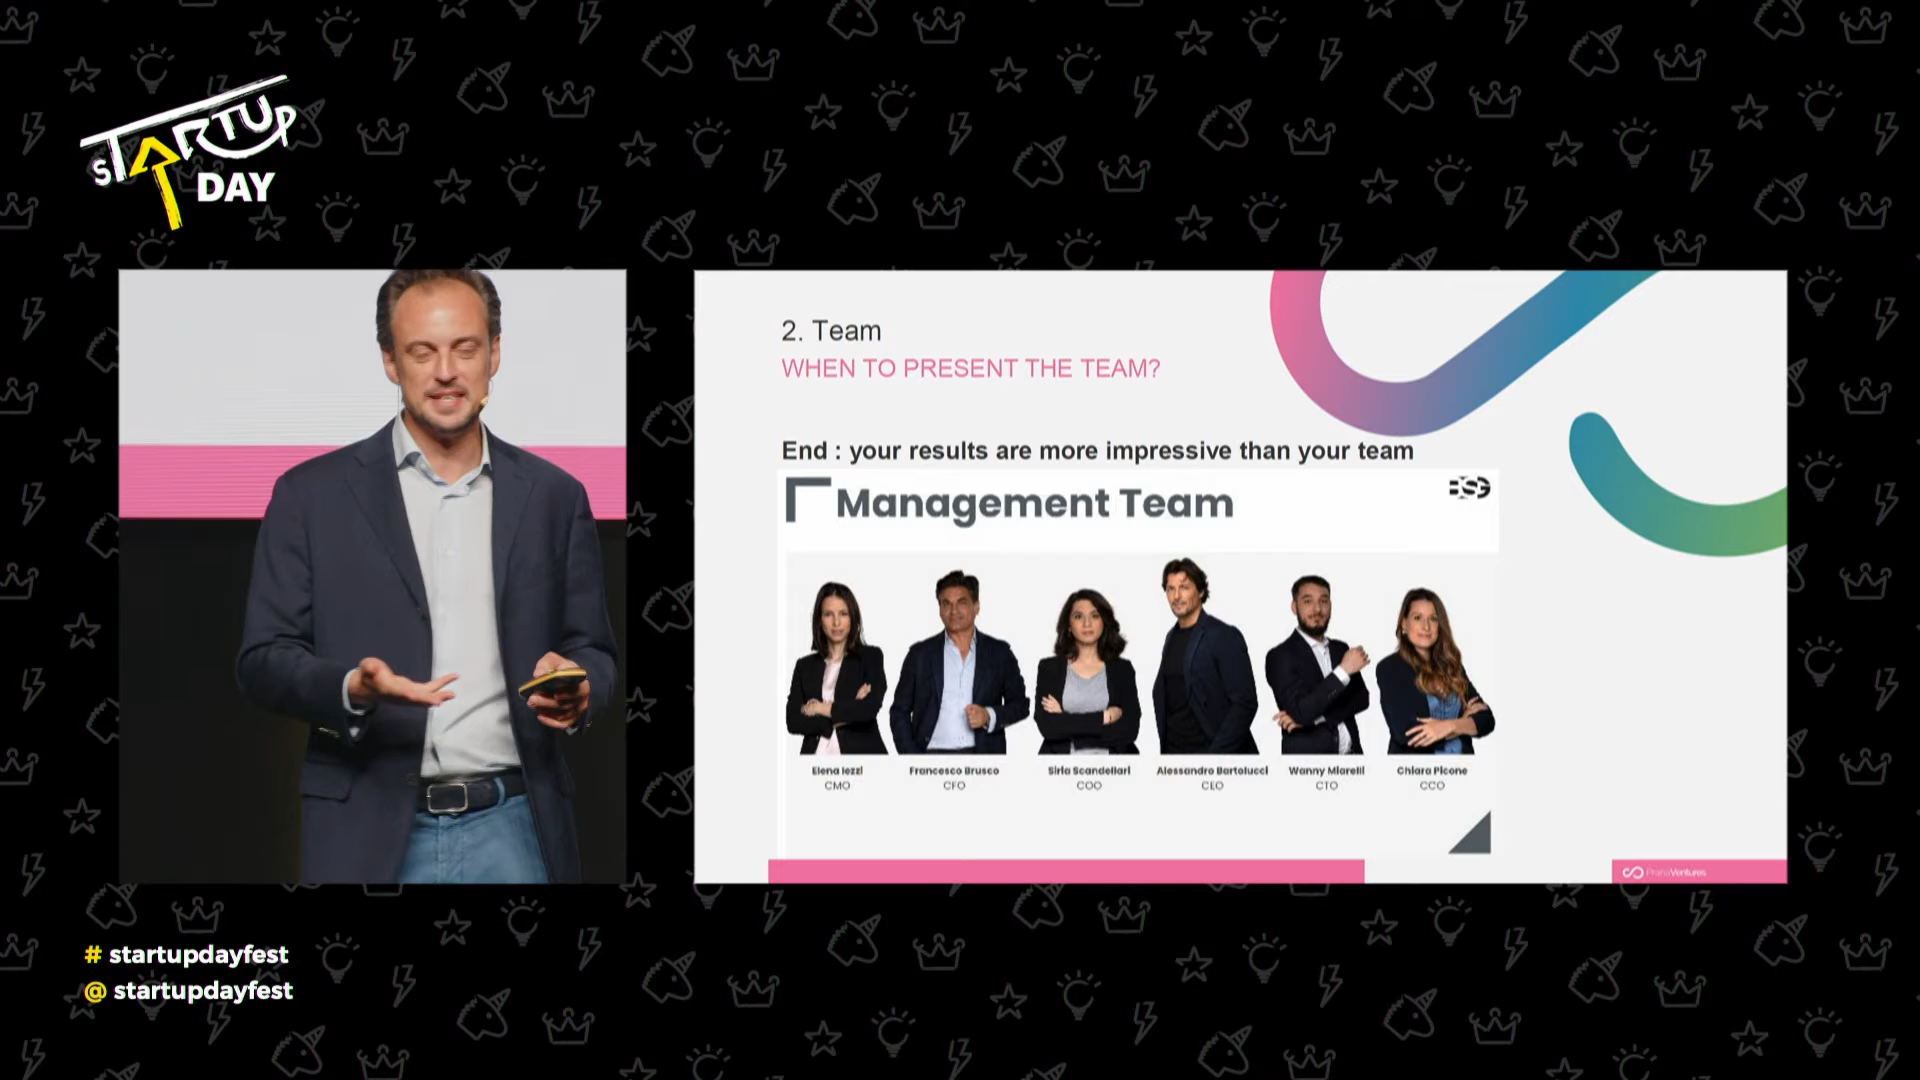 STARTUP
DAY
2. Team
WHEN TO PRESENT THE TEAM?
End : your results are more impressive than your team
Management Team
BSG
Elena Iezzi
Francesco Brusco
Siria Scandellari
Alessandro Bartolucci
Wanny Miarelli
Chiara Picone
CMO
CFO
COO
CEO
CTO
CCO
PranaVentures
# startupdayfest
@ startupdayfest